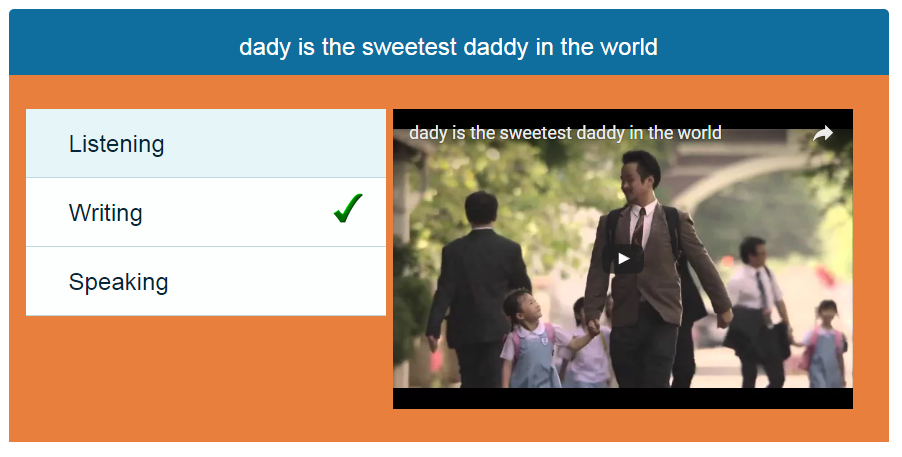 dady is the sweetest daddy in the world
Listening
Writing
Speaking
dady is the sweetest daddy in the world